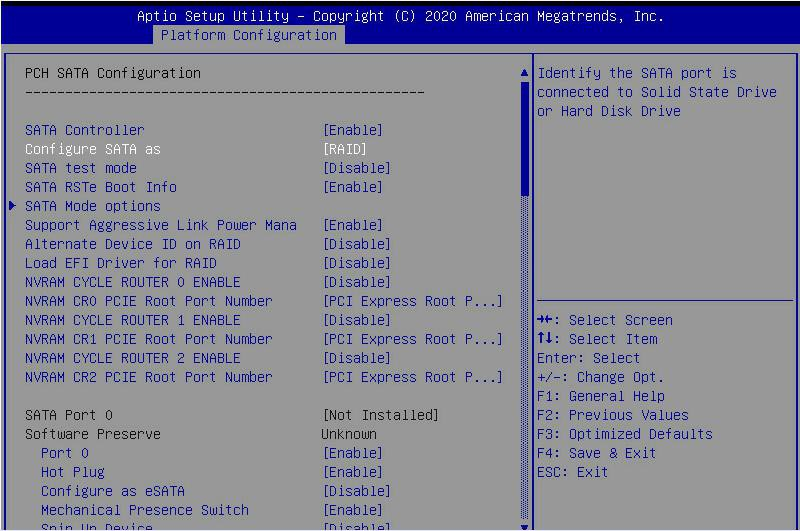 Aptio Setup Utility – Copyright (C) 2020 American Megatrends, Inc.
Platform Configuration
PCH SATA Configuration
--------------------------------------------------
SATA Controller [Enable]
Configure SATA as [RAID]
SATA test mode [Disable]
SATA RSTe Boot Info [Enable]
SATA Mode options
Support Aggressive Link Power Mana [Enable]
Alternate Device ID on RAID [Disable]
Load EFI Driver for RAID [Disable]
NVRAM CYCLE ROUTER 0 ENABLE [Disable]
NVRAM CR0 PCIE Root Port Number [PCI Express Root P...]
NVRAM CYCLE ROUTER 1 ENABLE [Disable]
NVRAM CR1 PCIE Root Port Number [PCI Express Root P...]
NVRAM CYCLE ROUTER 2 ENABLE [Disable]
NVRAM CR2 PCIE Root Port Number [PCI Express Root P...]
SATA Port 0 [Not Installed]
Software Preserve Unknown
Port 0 [Enable]
Hot Plug [Enable]
Configure as eSATA [Disable]
Mechanical Presence Switch [Enable]
Spin Up Device [Disable]
Identify the SATA port is
connected to Solid State Drive
or Hard Disk Drive
→←: Select Screen
↑↓: Select Item
Enter: Select
+/-: Change Opt.
F1: General Help
F2: Previous Values
F3: Optimized Defaults
F4: Save & Exit
ESC: Exit